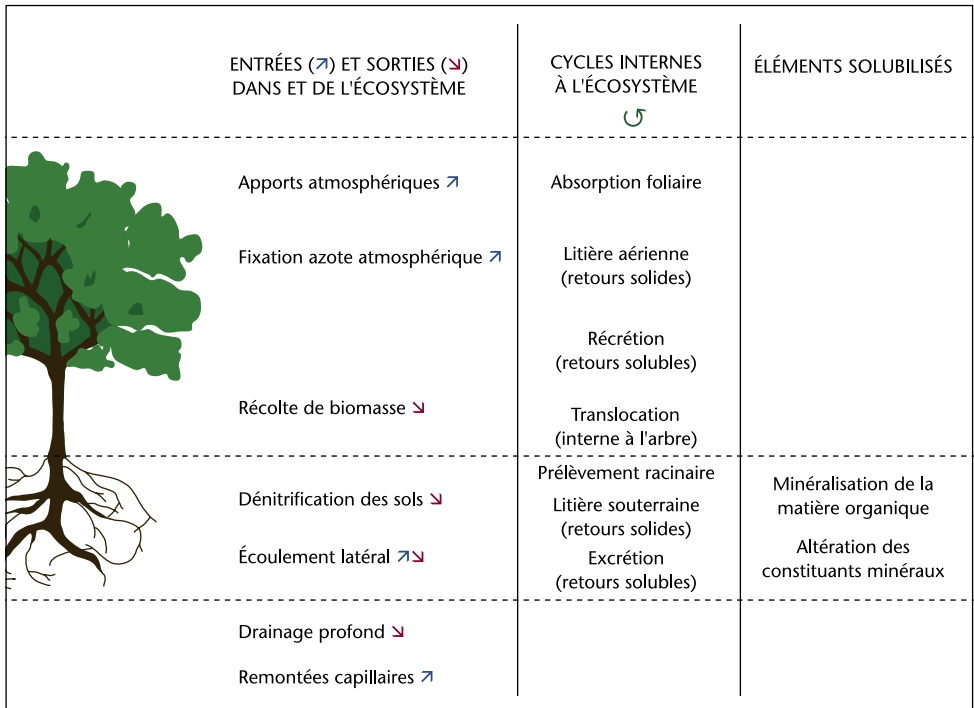 ENTRÉES (↗) ET SORTIES (↘)
DANS ET DE L'ÉCOSYSTÈME
CYCLES INTERNES
À L'ÉCOSYSTÈME
ÉLÉMENTS SOLUBILISÉS
Apports atmosphériques ↗
Absorption foliaire
Fixation azote atmosphérique ↗
Litière aérienne
(retours solides)
Récrétion
(retours solubles)
Récolte de biomasse ↘
Translocation
(interne à l'arbre)
Dénitrification des sols ↘
Écoulement latéral ↗↘
Prélèvement racinaire
Litière souterraine
(retours solides)
Excrétion
(retours solubles)
Minéralisation de la
matière organique
Altération des
constituants minéraux
Drainage profond ↘
Remontées capillaires ↗